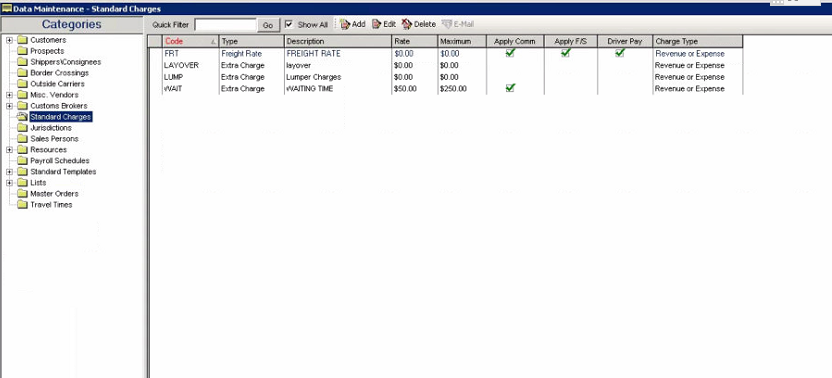 Data Maintenance - Standard Charges
Categories
Quick Filter Go Show All Add Edit Delete E-Mail
Customers
Prospects
Shippers\Consignees
Border Crossings
Outside Carriers
Misc. Vendors
Customs Brokers
Standard Charges
Jurisdictions
Sales Persons
Resources
Payroll Schedules
Standard Templates
Lists
Master Orders
Travel Times
Code Type Description Rate Maximum Apply Comm Apply F/S Driver Pay Charge Type
FRT Freight Rate FREIGHT RATE $0.00 $0.00 Revenue or Expense
LAYOVER Extra Charge layover $0.00 $0.00 Revenue or Expense
LUMP Extra Charge Lumper Charges $0.00 $0.00 Revenue or Expense
WAIT Extra Charge WAITING TIME $50.00 $250.00 Revenue or Expense